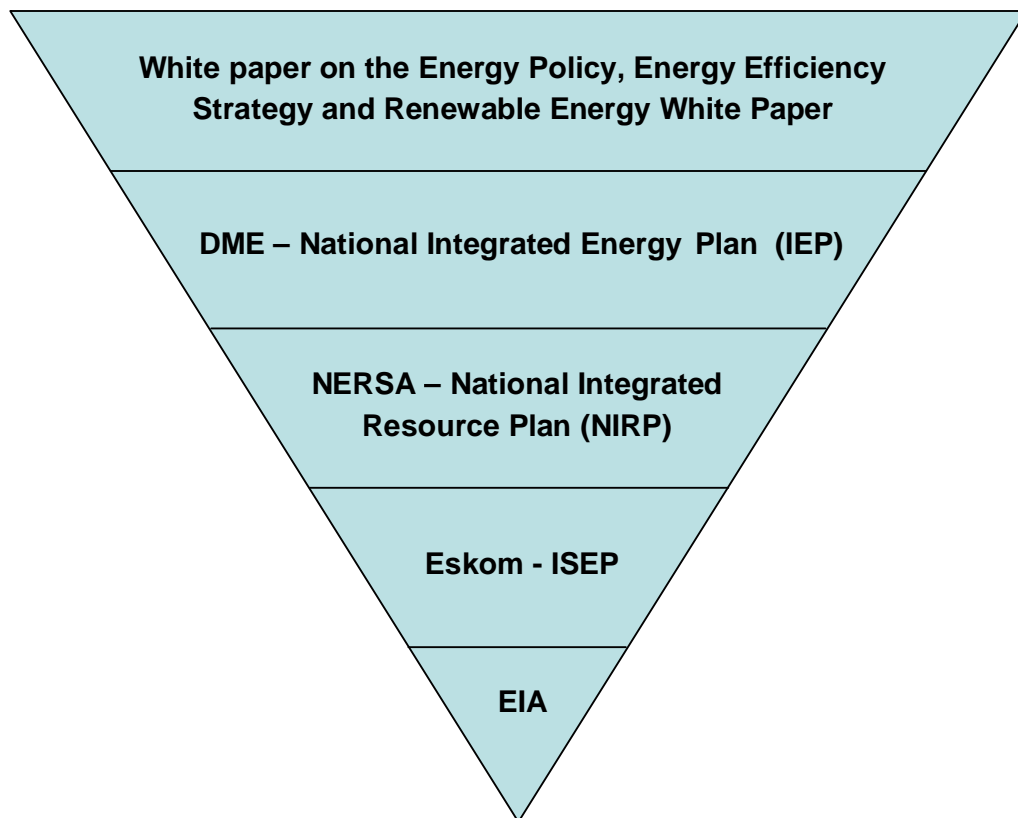 White paper on the Energy Policy, Energy Efficiency
Strategy and Renewable Energy White Paper
DME – National Integrated Energy Plan (IEP)
NERSA – National Integrated
Resource Plan (NIRP)
Eskom - ISEP
EIA